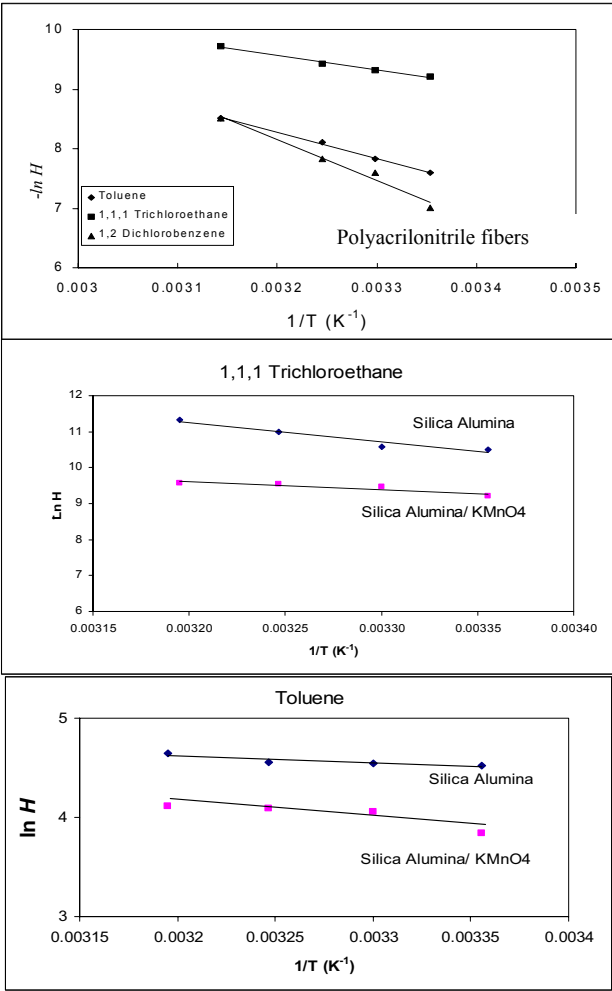 10
9
8
7
6
-ln H
Toluene
1,1,1 Trichloroethane
1,2 Dichlorobenzene
Polyacrilonitrile fibers
0.003 0.0031 0.0032 0.0033 0.0034 0.0035
1/T (K-1)
1,1,1 Trichloroethane
12
11
10
9
8
7
6
Ln H
Silica Alumina
Silica Alumina/ KMnO4
0.00315 0.00320 0.00325 0.00330 0.00335 0.00340
1/T (K-1)
Toluene
5
4
3
ln H
Silica Alumina
Silica Alumina/ KMnO4
0.00315 0.0032 0.00325 0.0033 0.00335 0.0034
1/T (K-1)